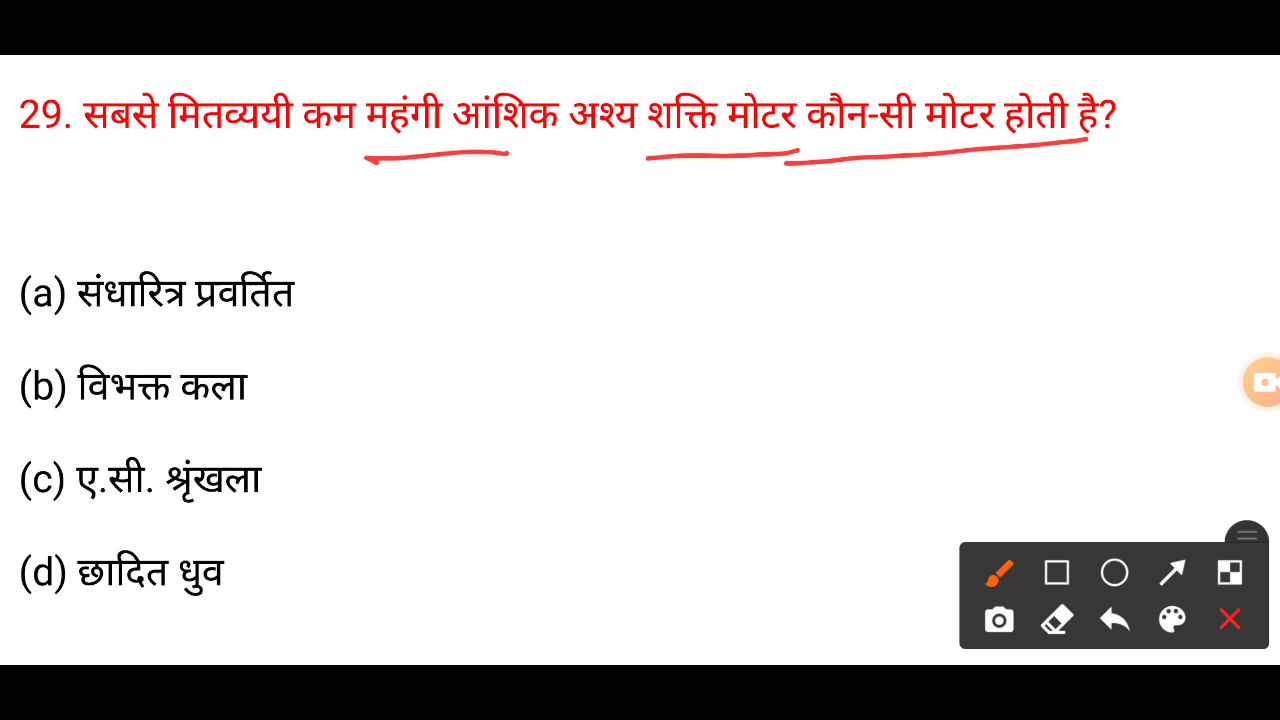 29. सबसे मितव्ययी कम महंगी आंशिक अश्य शक्ति मोटर कौन-सी मोटर होती है?
(a) संधारित्र प्रवर्तित
(b) विभक्त कला
(c) ए.सी. श्रृंखला
(d) छादित धुव